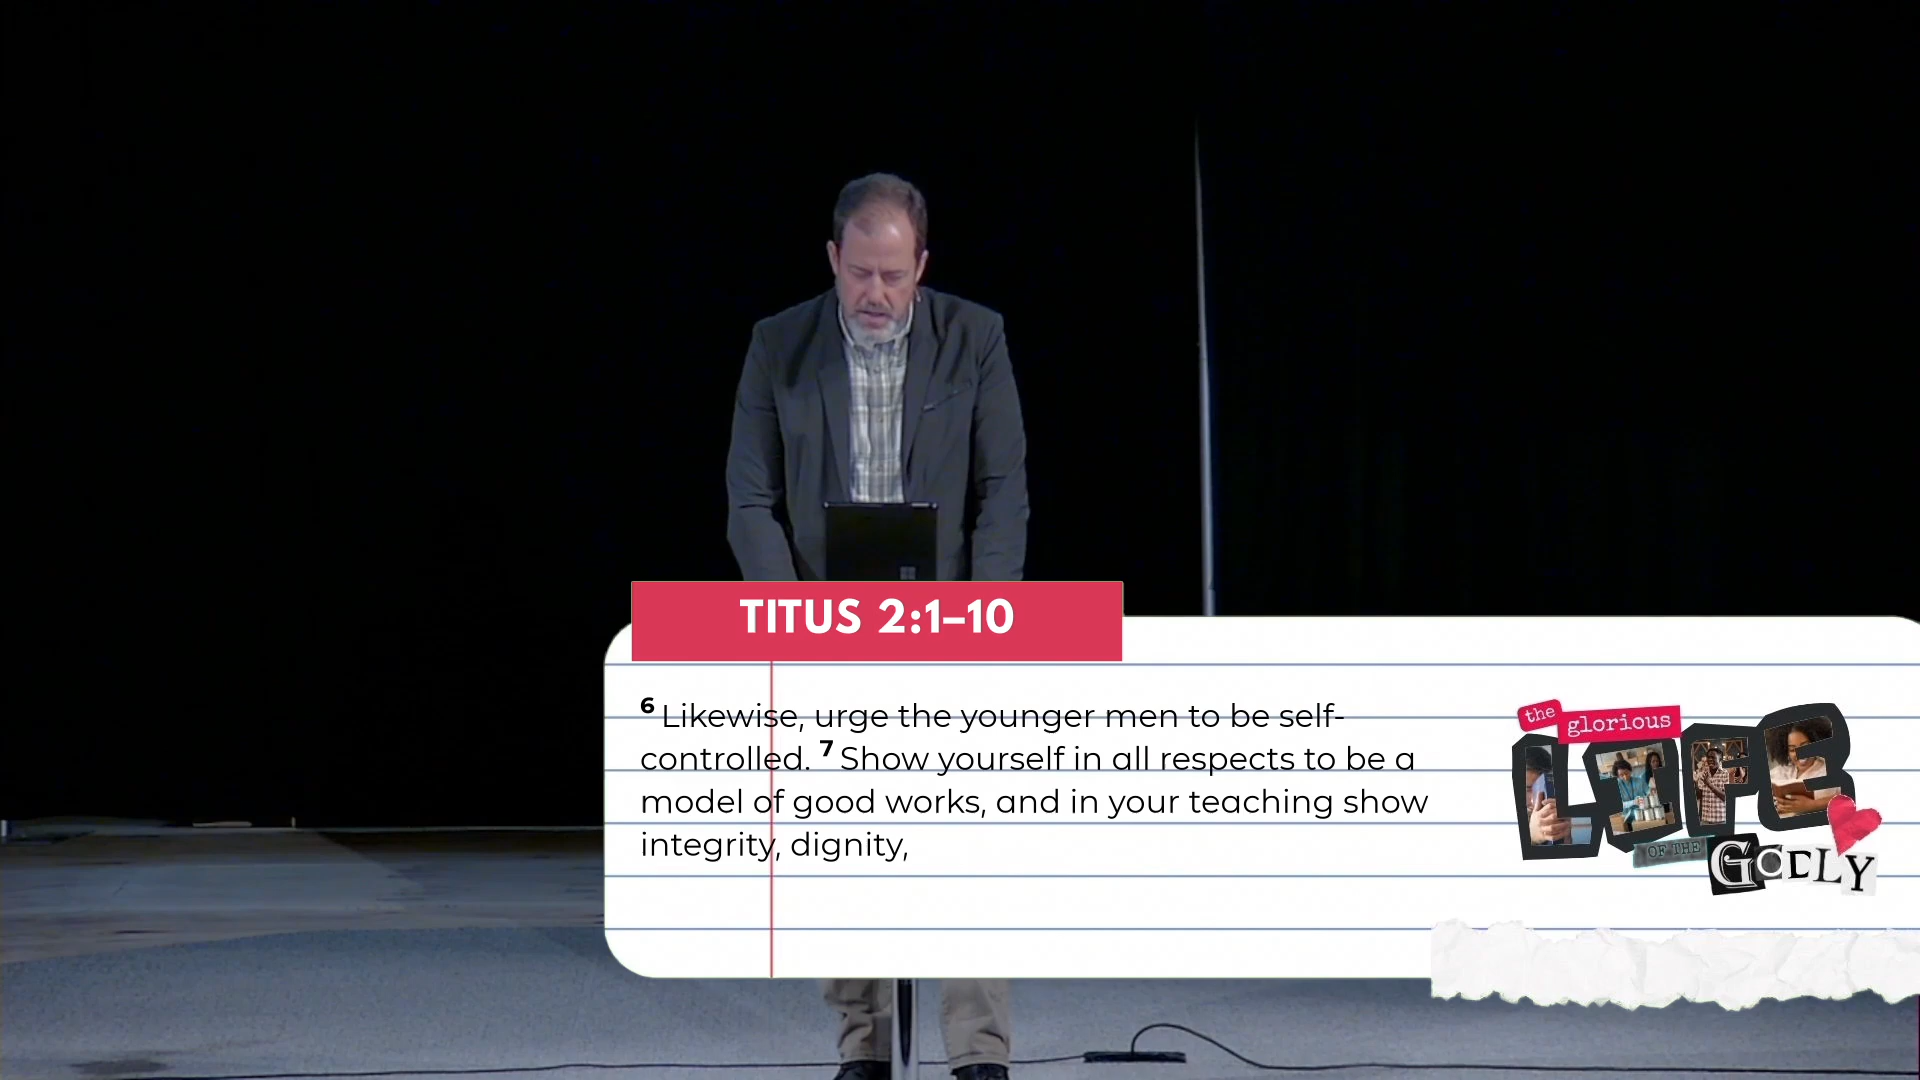 TITUS 2:1–10
6 Likewise, urge the younger men to be self-
controlled. 7 Show yourself in all respects to be a
model of good works, and in your teaching show
integrity, dignity,
the glorious
LIFE
OF THE
GODLY